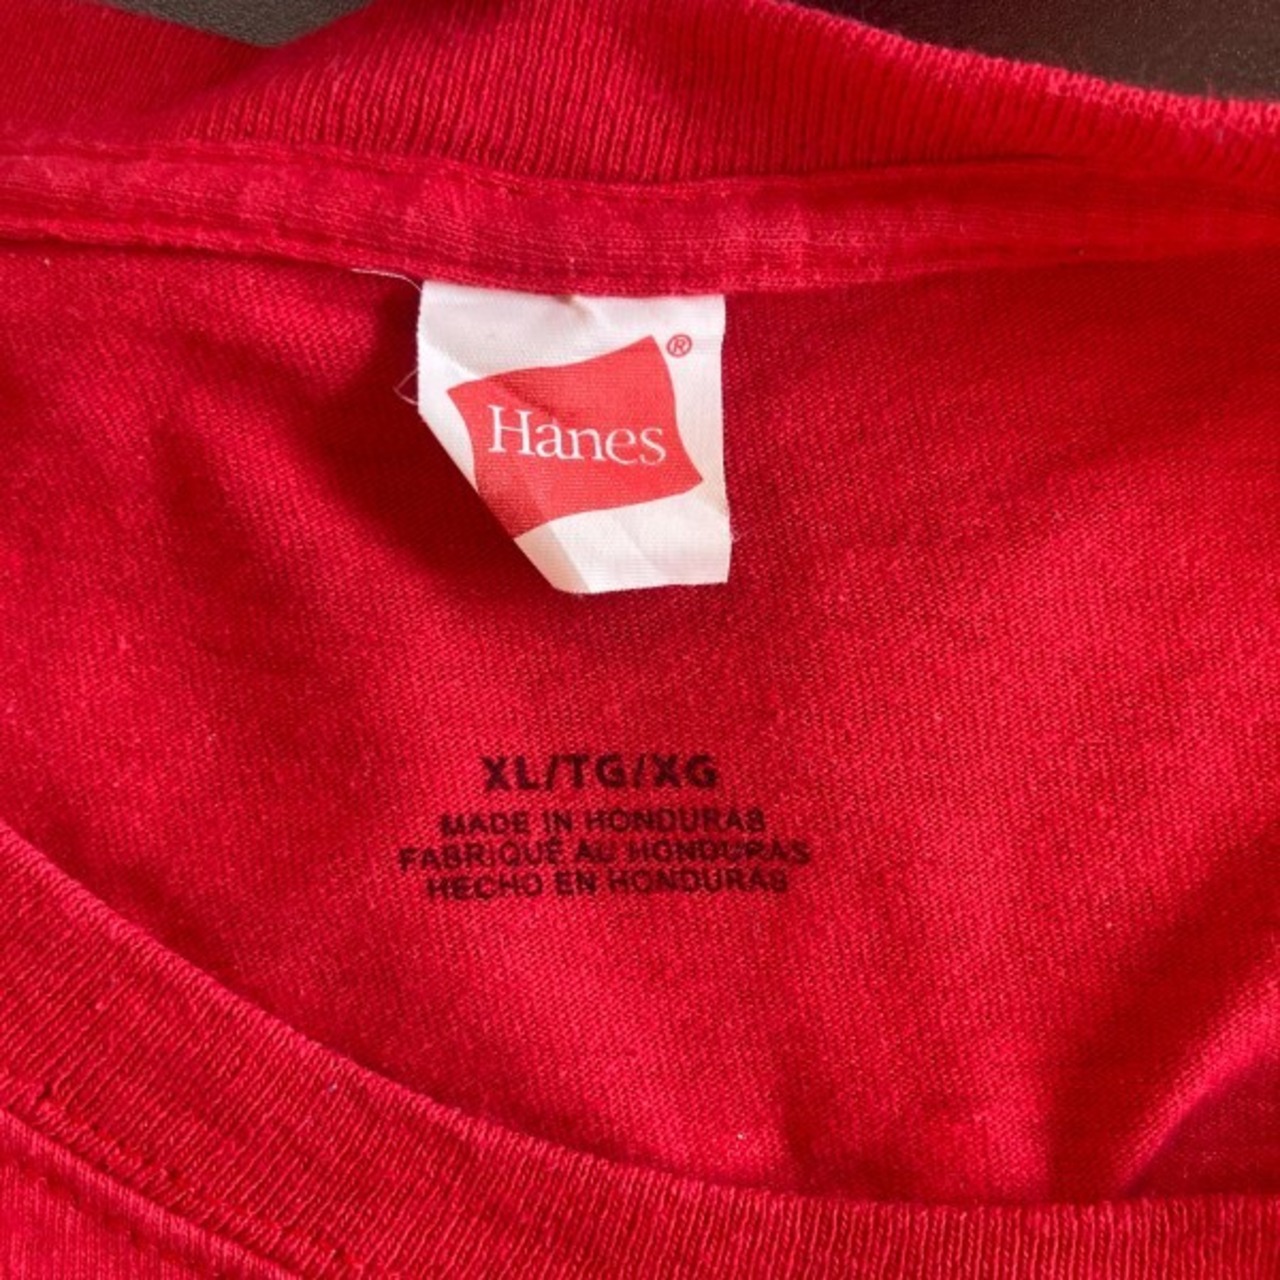 Hanes®
XL/TG/XG
MADE IN HONDURAS
FABRIQUÉ AU HONDURAS
HECHO EN HONDURAS